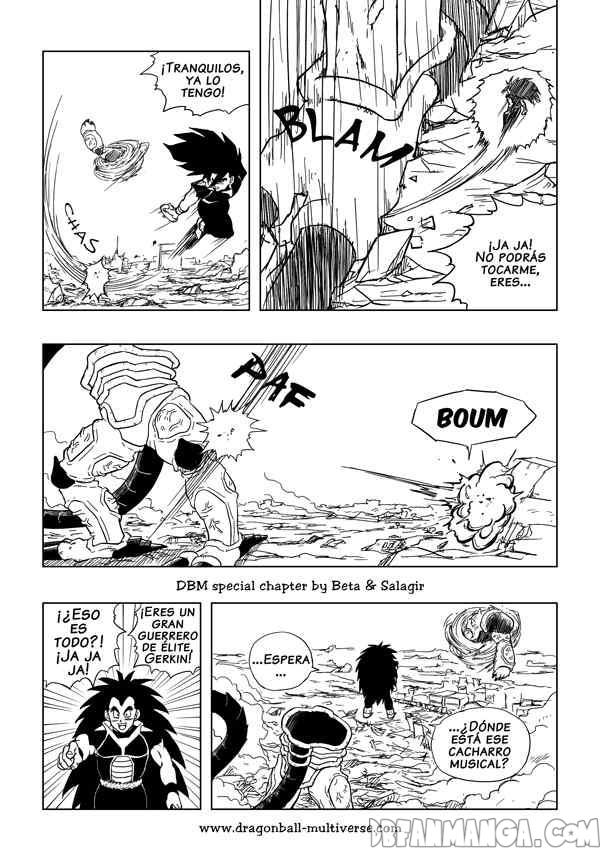 ¡TRANQUILOS,
YA LO
TENGO!
CHAS
BLAM
¡JA JA!
NO PODRÁS
TOCARME,
ERES...
PAF
BOUM
DBM special chapter by Beta & Salagir
¡¿ESO
ES
TODO?!
¡JA JA
JA!
¡ERES UN
GRAN
GUERRERO
DE ÉLITE,
GERKIN!
...ESPERA
...
...¿DÓNDE
ESTÁ ESE
CACHARRO
MUSICAL?
www.dragonball-multiverse.com
DBFANMANGA.COM